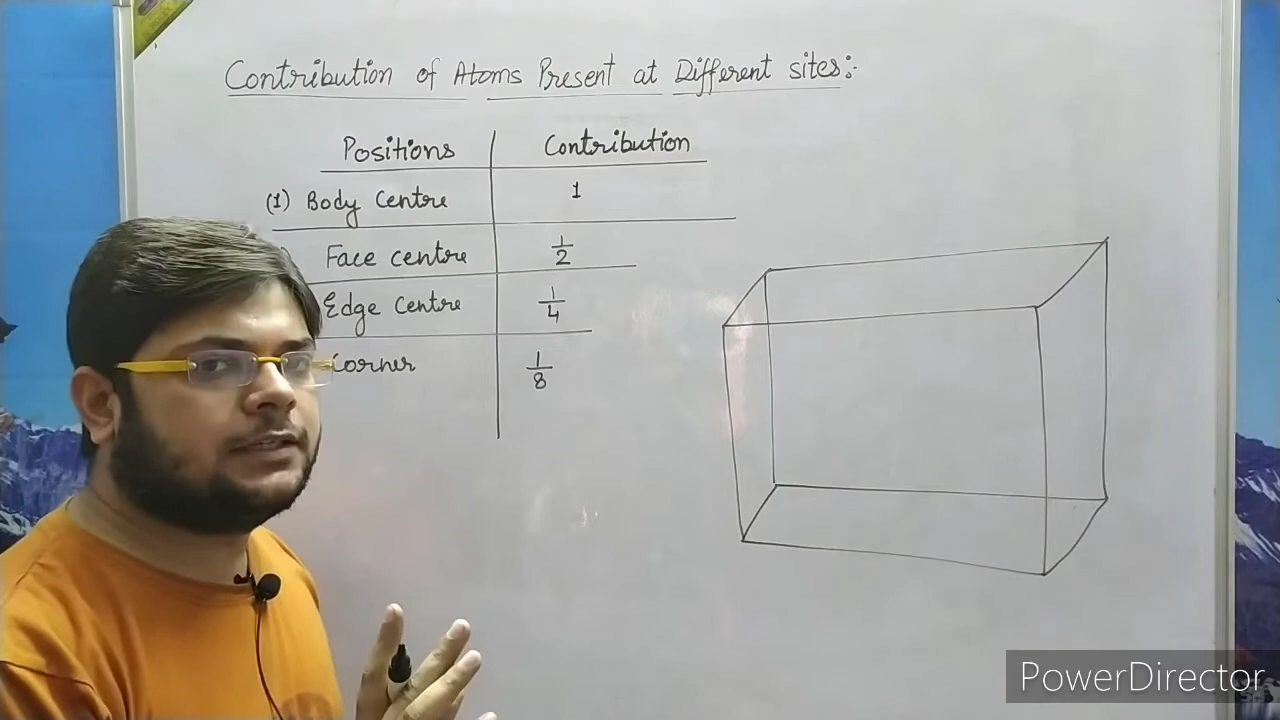 Contribution of Atoms Present at Different sites:-
Positions Contribution
(1) Body Centre 1
Face centre 1/2
Edge Centre 1/4
Corner 1/8
PowerDirector